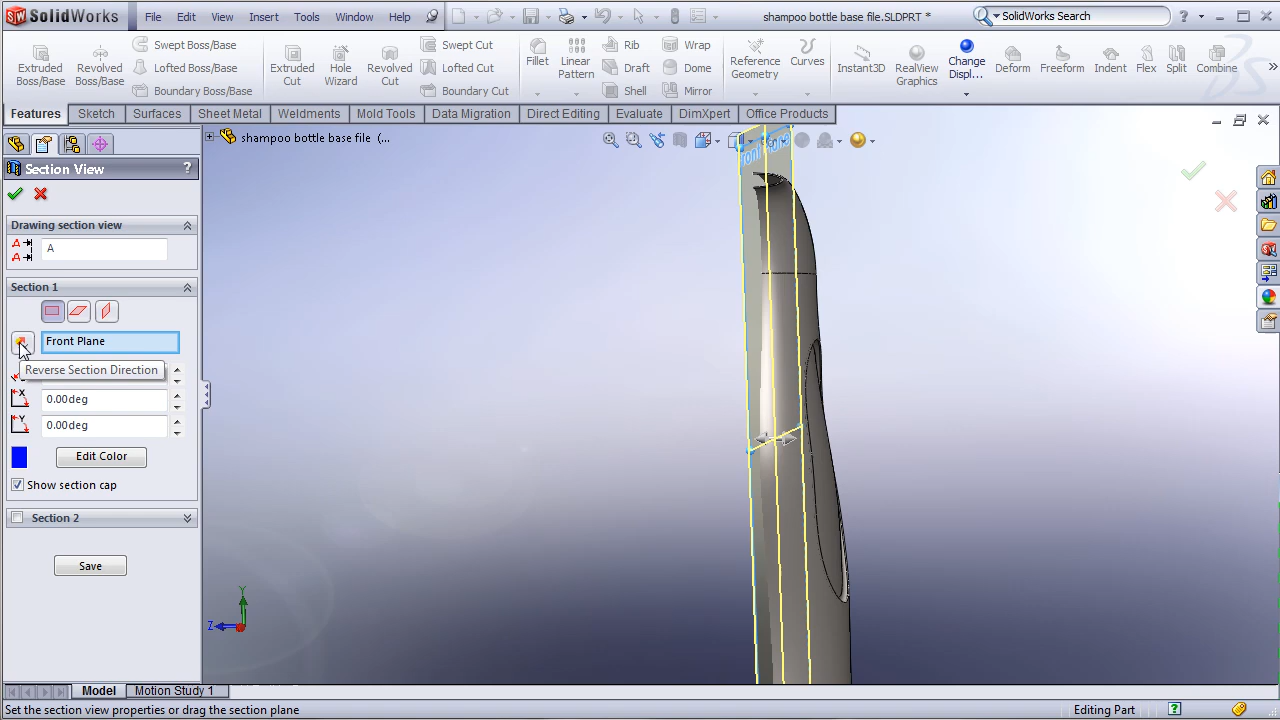 SolidWorks File Edit View Insert Tools Window Help shampoo bottle base file.SLDPRT * SolidWorks Search ?
Extruded Boss/Base Revolved Boss/Base Swept Boss/Base Lofted Boss/Base Boundary Boss/Base Extruded Cut Hole Wizard Revolved Cut Swept Cut Lofted Cut Boundary Cut Fillet Linear Pattern Rib Draft Shell Wrap Dome Mirror Reference Geometry Curves Instant3D RealView Graphics Change Displ... Deform Freeform Indent Flex Split Combine
Features Sketch Surfaces Sheet Metal Weldments Mold Tools Data Migration Direct Editing Evaluate DimXpert Office Products
shampoo bottle base file (...
Section View ?
Drawing section view
A
Section 1
Front Plane
Reverse Section Direction
X 0.00deg
Y 0.00deg
Edit Color
Show section cap
Section 2
Save
Y
Z
Model Motion Study 1
Set the section view properties or drag the section plane Editing Part ?